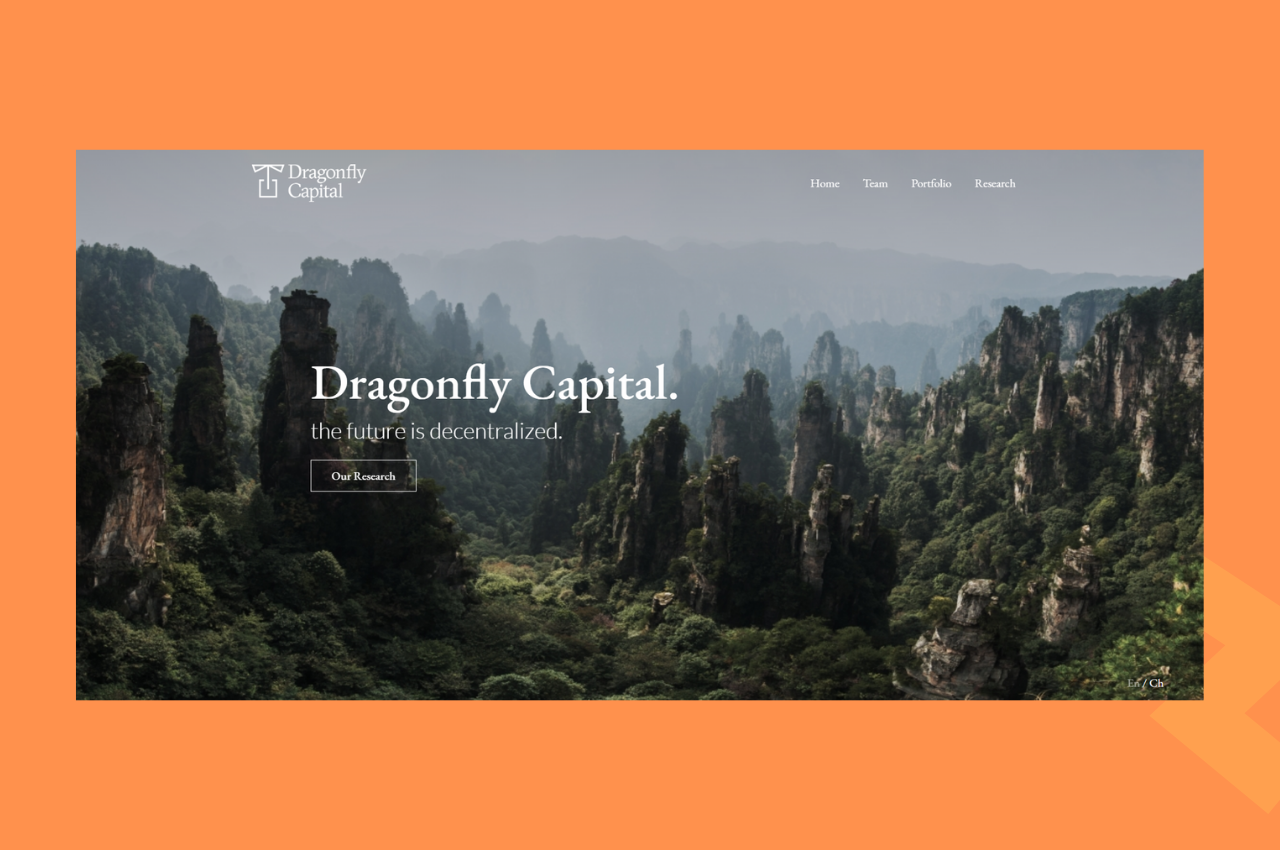 Dragonfly
Capital
Home Team Portfolio Research
Dragonfly Capital.
the future is decentralized.
Our Research
En / Ch